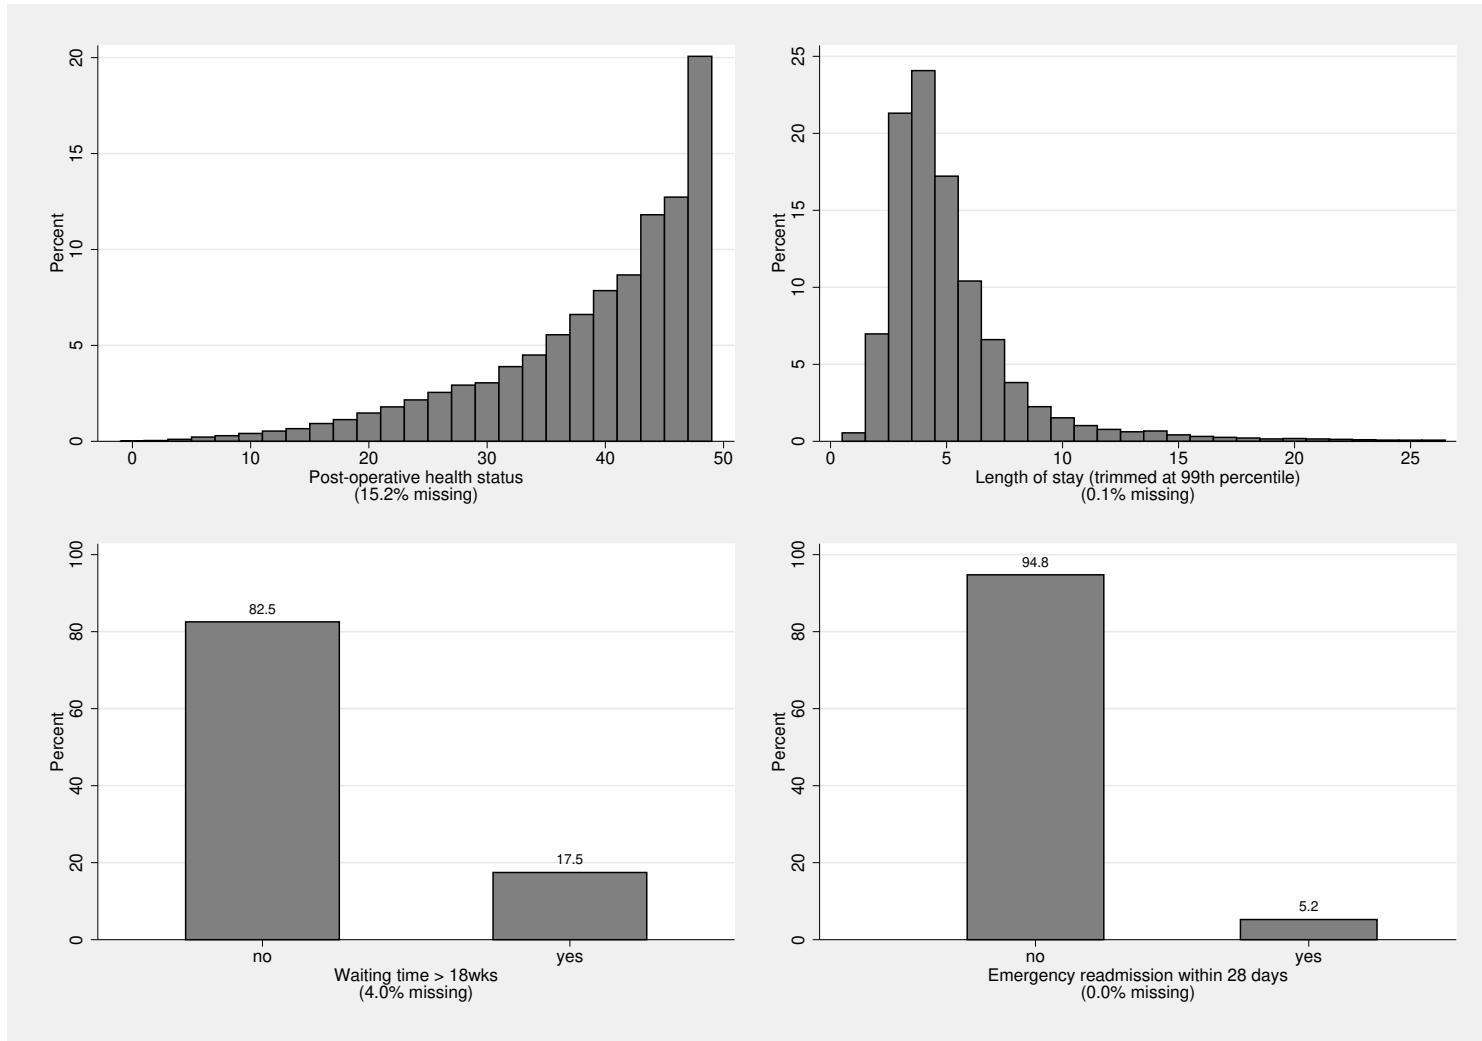 Percent
20
15
10
5
0
0 10 20 30 40 50
Post-operative health status
(15.2% missing)
Percent
25
20
15
10
5
0
0 5 10 15 20 25
Length of stay (trimmed at 99th percentile)
(0.1% missing)
Percent
100
80
60
40
20
0
82.5
17.5
no yes
Waiting time > 18wks
(4.0% missing)
Percent
100
80
60
40
20
0
94.8
5.2
no yes
Emergency readmission within 28 days
(0.0% missing)